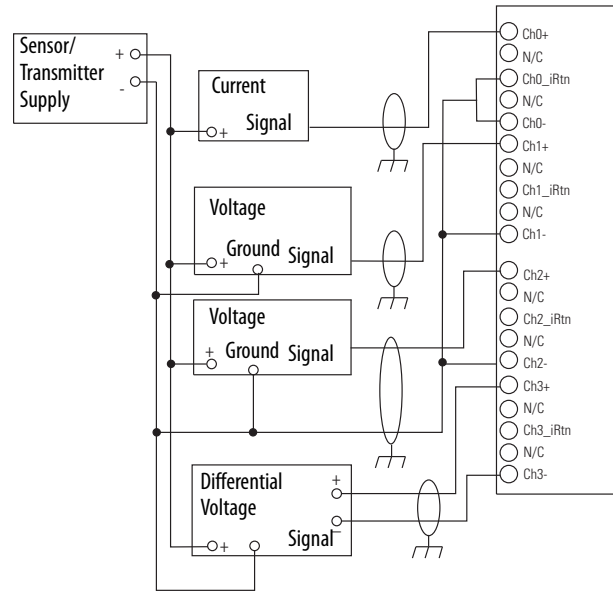 Sensor/
Transmitter
Supply
+
-
Current
Signal
+
Voltage
Ground Signal
+
Voltage
Ground Signal
+
Differential
Voltage
+
Signal –
+
Ch0+
N/C
Ch0_iRtn
N/C
Ch0-
Ch1+
N/C
Ch1_iRtn
N/C
Ch1-
Ch2+
N/C
Ch2_iRtn
N/C
Ch2-
Ch3+
N/C
Ch3_iRtn
N/C
Ch3-